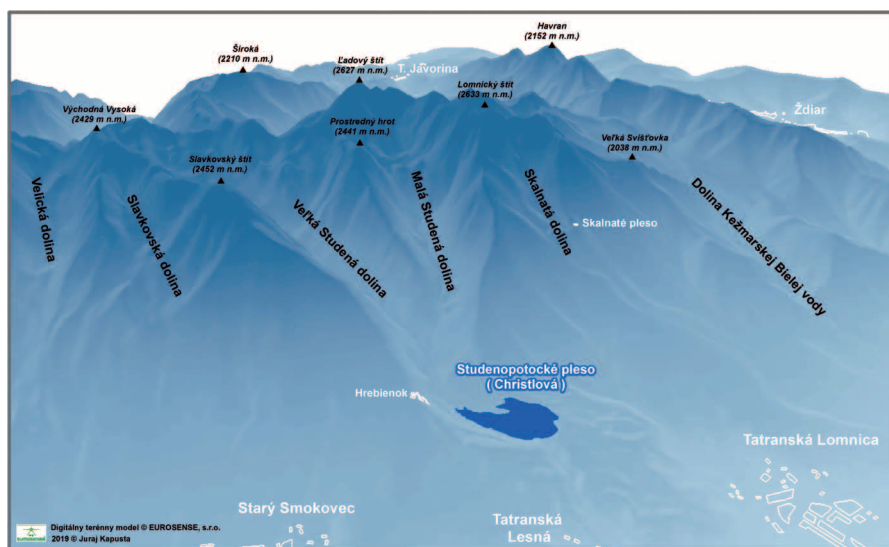 Havran
(2152 m n.m.)
Široká
(2210 m n.m.)
Ľadový štít
(2627 m n.m.)
T. Javorina
Lomnický štít
(2633 m n.m.)
Ždiar
Východná Vysoká
(2429 m n.m.)
Prostredný hrot
(2441 m n.m.)
Slavkovský štít
(2452 m n.m.)
Veľká Svišťovka
(2038 m n.m.)
Velická dolina
Slavkovská dolina
Veľká Studená dolina
Malá Studená dolina
Skalnatá dolina
Dolina Kežmarskej Bielej vody
Skalnaté pleso
Studenopotocké pleso
( Christlová )
Hrebienok
Tatranská Lomnica
Starý Smokovec
Tatranská
Lesná
Digitálny terénny model © EUROSENSE, s.r.o.
2019 © Juraj Kapusta